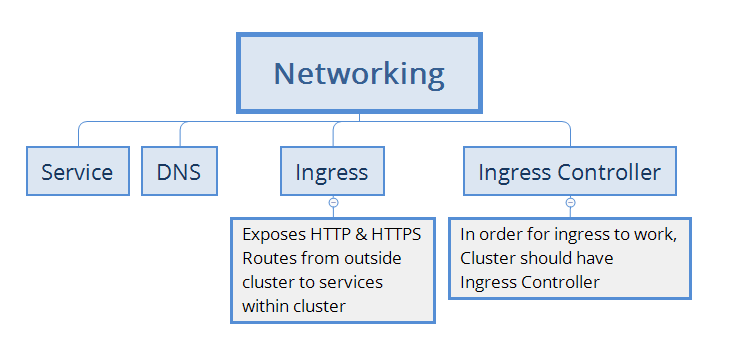 Networking
Service
DNS
Ingress
Ingress Controller
Exposes HTTP & HTTPS
Routes from outside
cluster to services
within cluster
In order for ingress to work,
Cluster should have
Ingress Controller